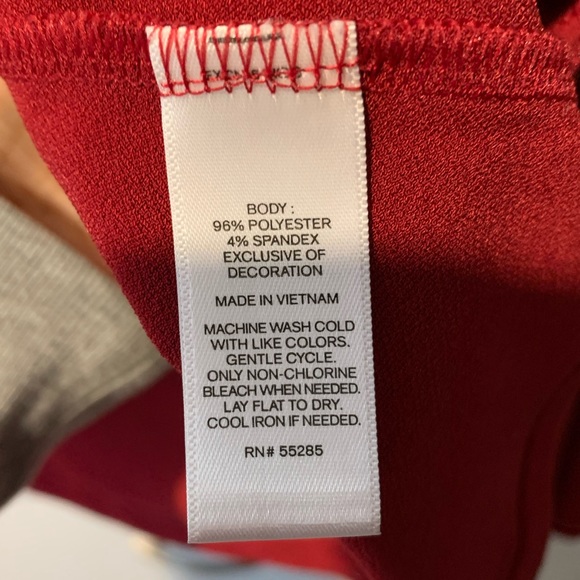 BODY :
96% POLYESTER
4% SPANDEX
EXCLUSIVE OF
DECORATION
MADE IN VIETNAM
MACHINE WASH COLD
WITH LIKE COLORS.
GENTLE CYCLE.
ONLY NON-CHLORINE
BLEACH WHEN NEEDED.
LAY FLAT TO DRY.
COOL IRON IF NEEDED.
RN# 55285